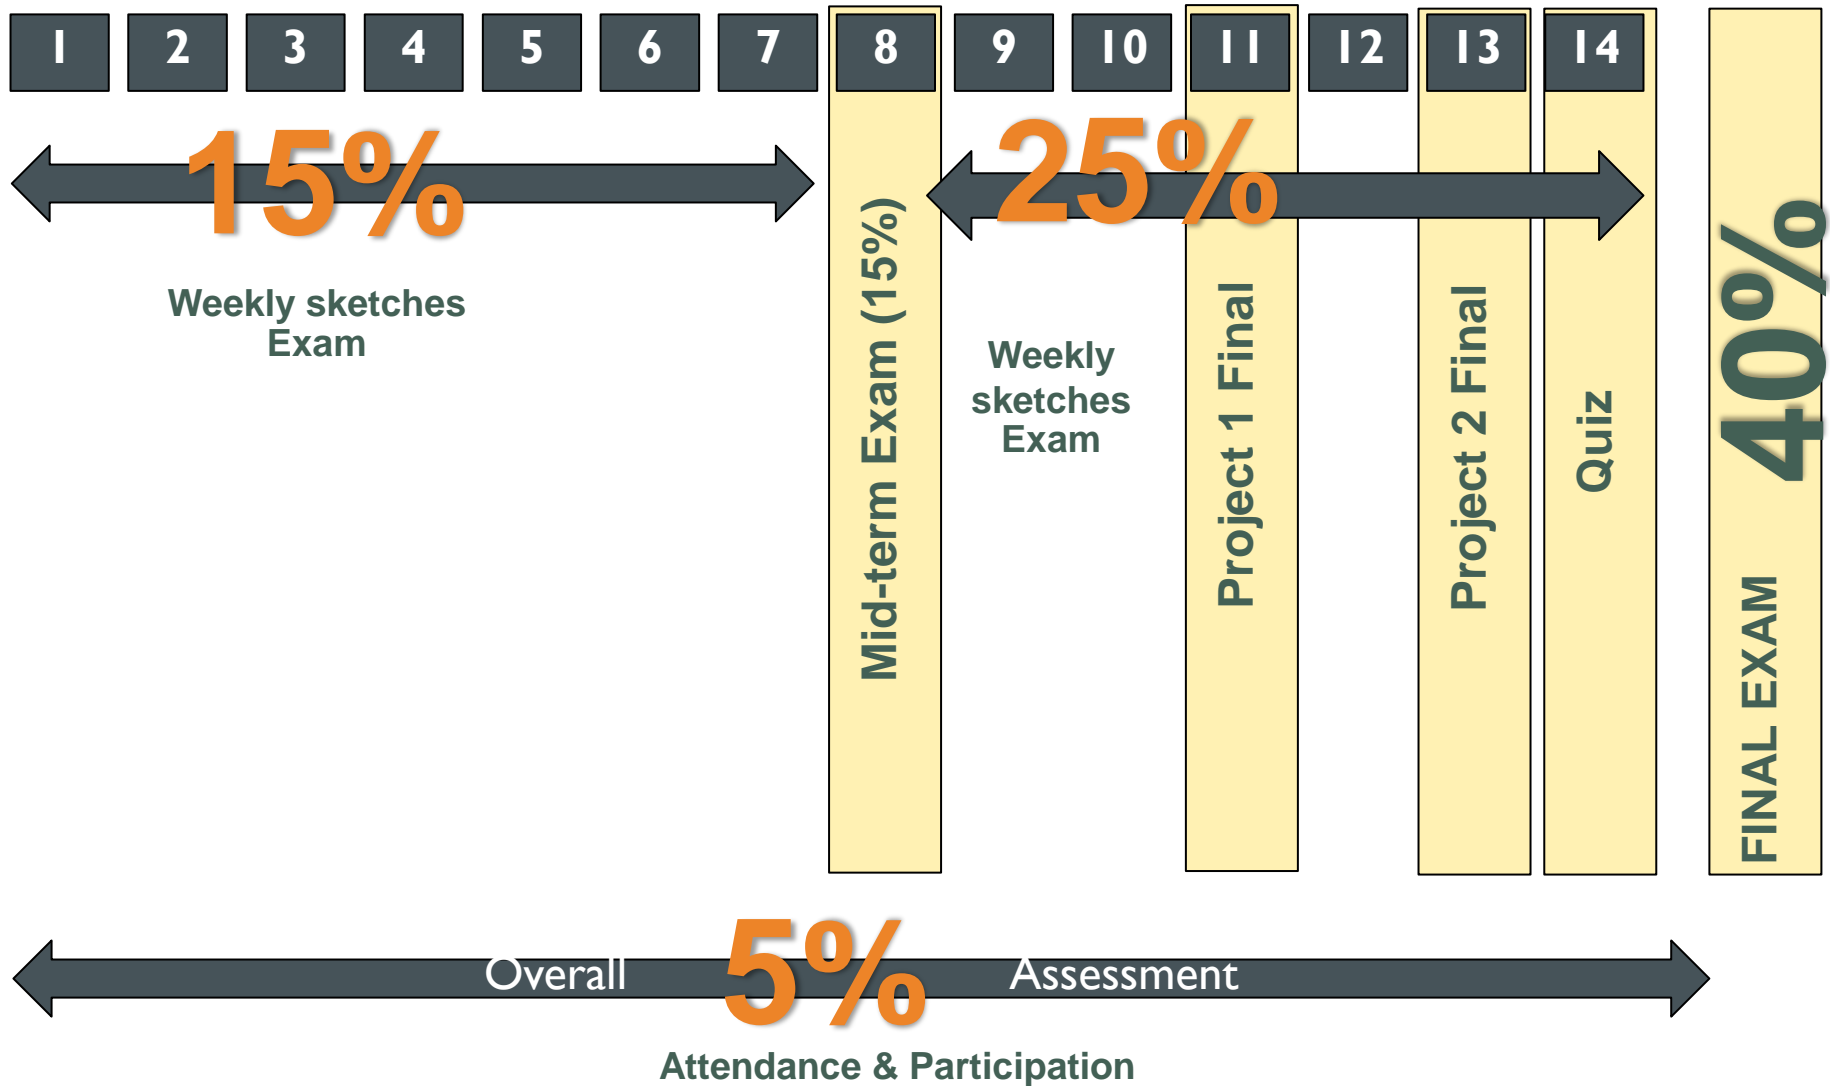 1 2 3 4 5 6 7 8 9 10 11 12 13 14
15%
25%
Weekly sketches
Exam
Mid-term Exam (15%)
Weekly
sketches
Exam
Project 1 Final
Project 2 Final
Quiz
FINAL EXAM 40%
Overall 5% Assessment
Attendance & Participation